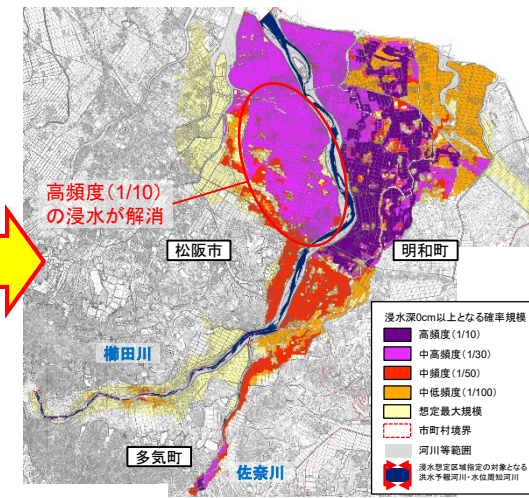 高頻度(1/10)
の浸水が解消
松阪市
明和町
櫛田川
多気町
佐奈川
浸水深0cm以上となる確率規模
高頻度(1/10)
中高頻度(1/30)
中頻度(1/50)
中低頻度(1/100)
想定最大規模
市町村境界
河川等範囲
浸水想定区域指定の対象となる
洪水予報河川・水位周知河川